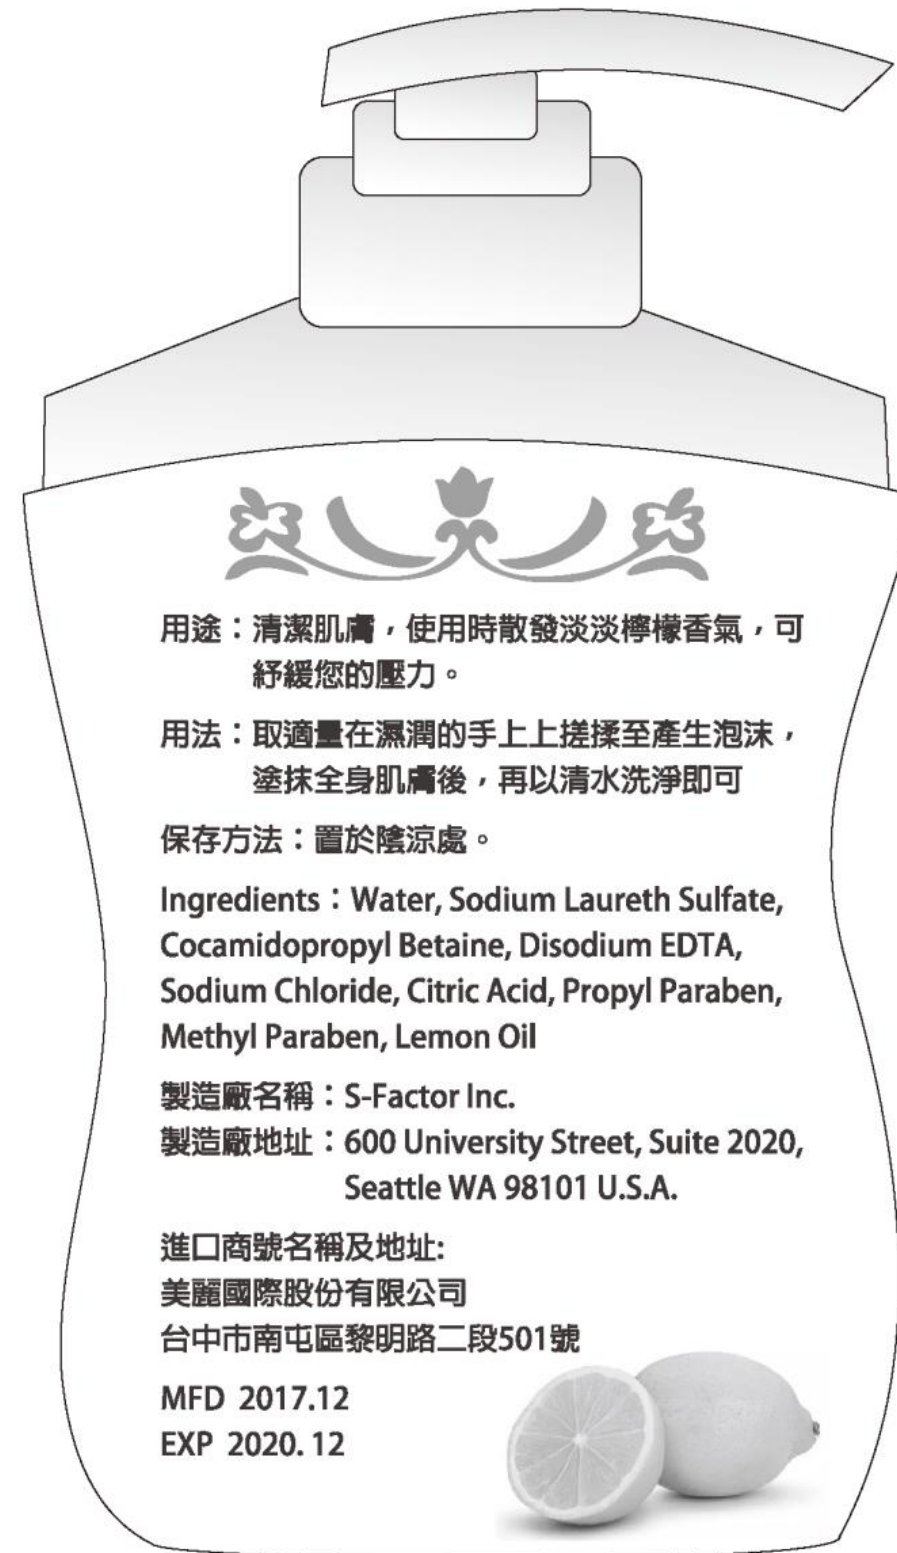 用途：清潔肌膚，使用時散發淡淡檸檬香氣，可
紓緩您的壓力。
用法：取適量在濕潤的手上上搓揉至產生泡沫，
塗抹全身肌膚後，再以清水洗淨即可
保存方法：置於陰涼處。
Ingredients：Water, Sodium Laureth Sulfate,
Cocamidopropyl Betaine, Disodium EDTA,
Sodium Chloride, Citric Acid, Propyl Paraben,
Methyl Paraben, Lemon Oil
製造廠名稱：S-Factor Inc.
製造廠地址：600 University Street, Suite 2020,
Seattle WA 98101 U.S.A.
進口商號名稱及地址:
美麗國際股份有限公司
台中市南屯區黎明路二段501號
MFD 2017.12
EXP 2020. 12